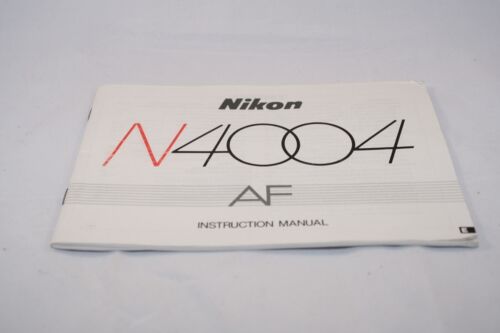 Nikon
N4004
AF
INSTRUCTION MANUAL
E